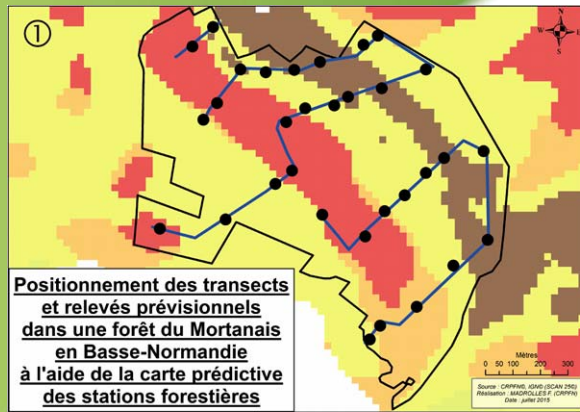 ①
N
W E
S
Positionnement des transects
et relevés prévisionnels
dans une forêt du Mortanais
en Basse-Normandie
à l'aide de la carte prédictive
des stations forestières
Mètres
0 50 100 200 300
Source : CRPFN©, IGN© (SCAN 25©)
Réalisation : MADROLLES F. (CRPFN)
Date : juillet 2015